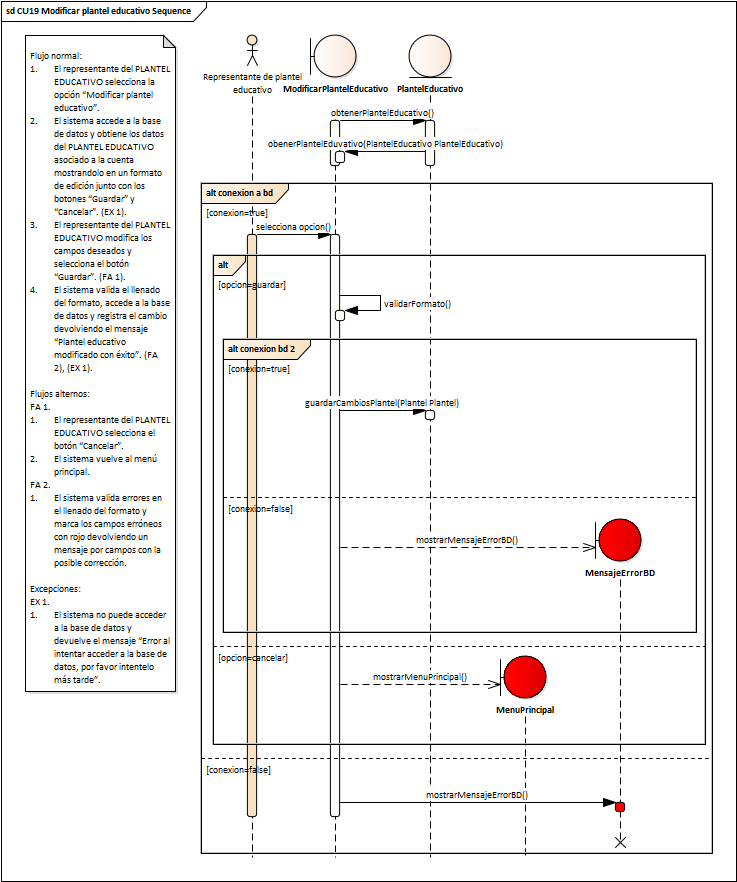 sd CU19 Modificar plantel educativo Sequence
Flujo normal:
1. El representante del PLANTEL
EDUCATIVO selecciona la
opción “Modificar plantel
educativo”.
2. El sistema accede a la base
de datos y obtiene los datos
del PLANTEL EDUCATIVO
asociado a la cuenta
mostrandolo en un formato
de edición junto con los
botones “Guardar” y
“Cancelar”. (EX 1).
3. El representante del PLANTEL
EDUCATIVO modifica los
campos deseados y
selecciona el botón
“Guardar”. (FA 1).
4. El sistema valida el llenado
del formato, accede a la base
de datos y registra el cambio
devolviendo el mensaje
“Plantel educativo
modificado con éxito”. (FA
2), (EX 1).
Flujos alternos:
FA 1.
1. El representante del PLANTEL
EDUCATIVO selecciona el
botón “Cancelar”.
2. El sistema vuelve al menú
principal.
FA 2.
1. El sistema valida errores en
el llenado del formato y
marca los campos erróneos
con rojo devolviendo un
mensaje por campos con la
posible corrección.
Excepciones:
EX 1.
1. El sistema no puede acceder
a la base de datos y
devuelve el mensaje “Error al
intentar acceder a la base de
datos, por favor intentelo
más tarde”.
Representante de plantel
educativo
ModificarPlantelEducativo
PlantelEducativo
obtenerPlantelEducativo()
obenerPlantelEduvativo(PlantelEducativo PlantelEducativo)
alt conexion a bd
[conexion=true]
selecciona opcion()
alt
[opcion=guardar]
validarFormato()
alt conexion bd 2
[conexion=true]
guardarCambiosPlantel(Plantel Plantel)
[conexion=false]
mostrarMensajeErrorBD()
MensajeErrorBD
[opcion=cancelar]
mostrarMenuPrincipal()
MenuPrincipal
[conexion=false]
mostrarMensajeErrorBD()